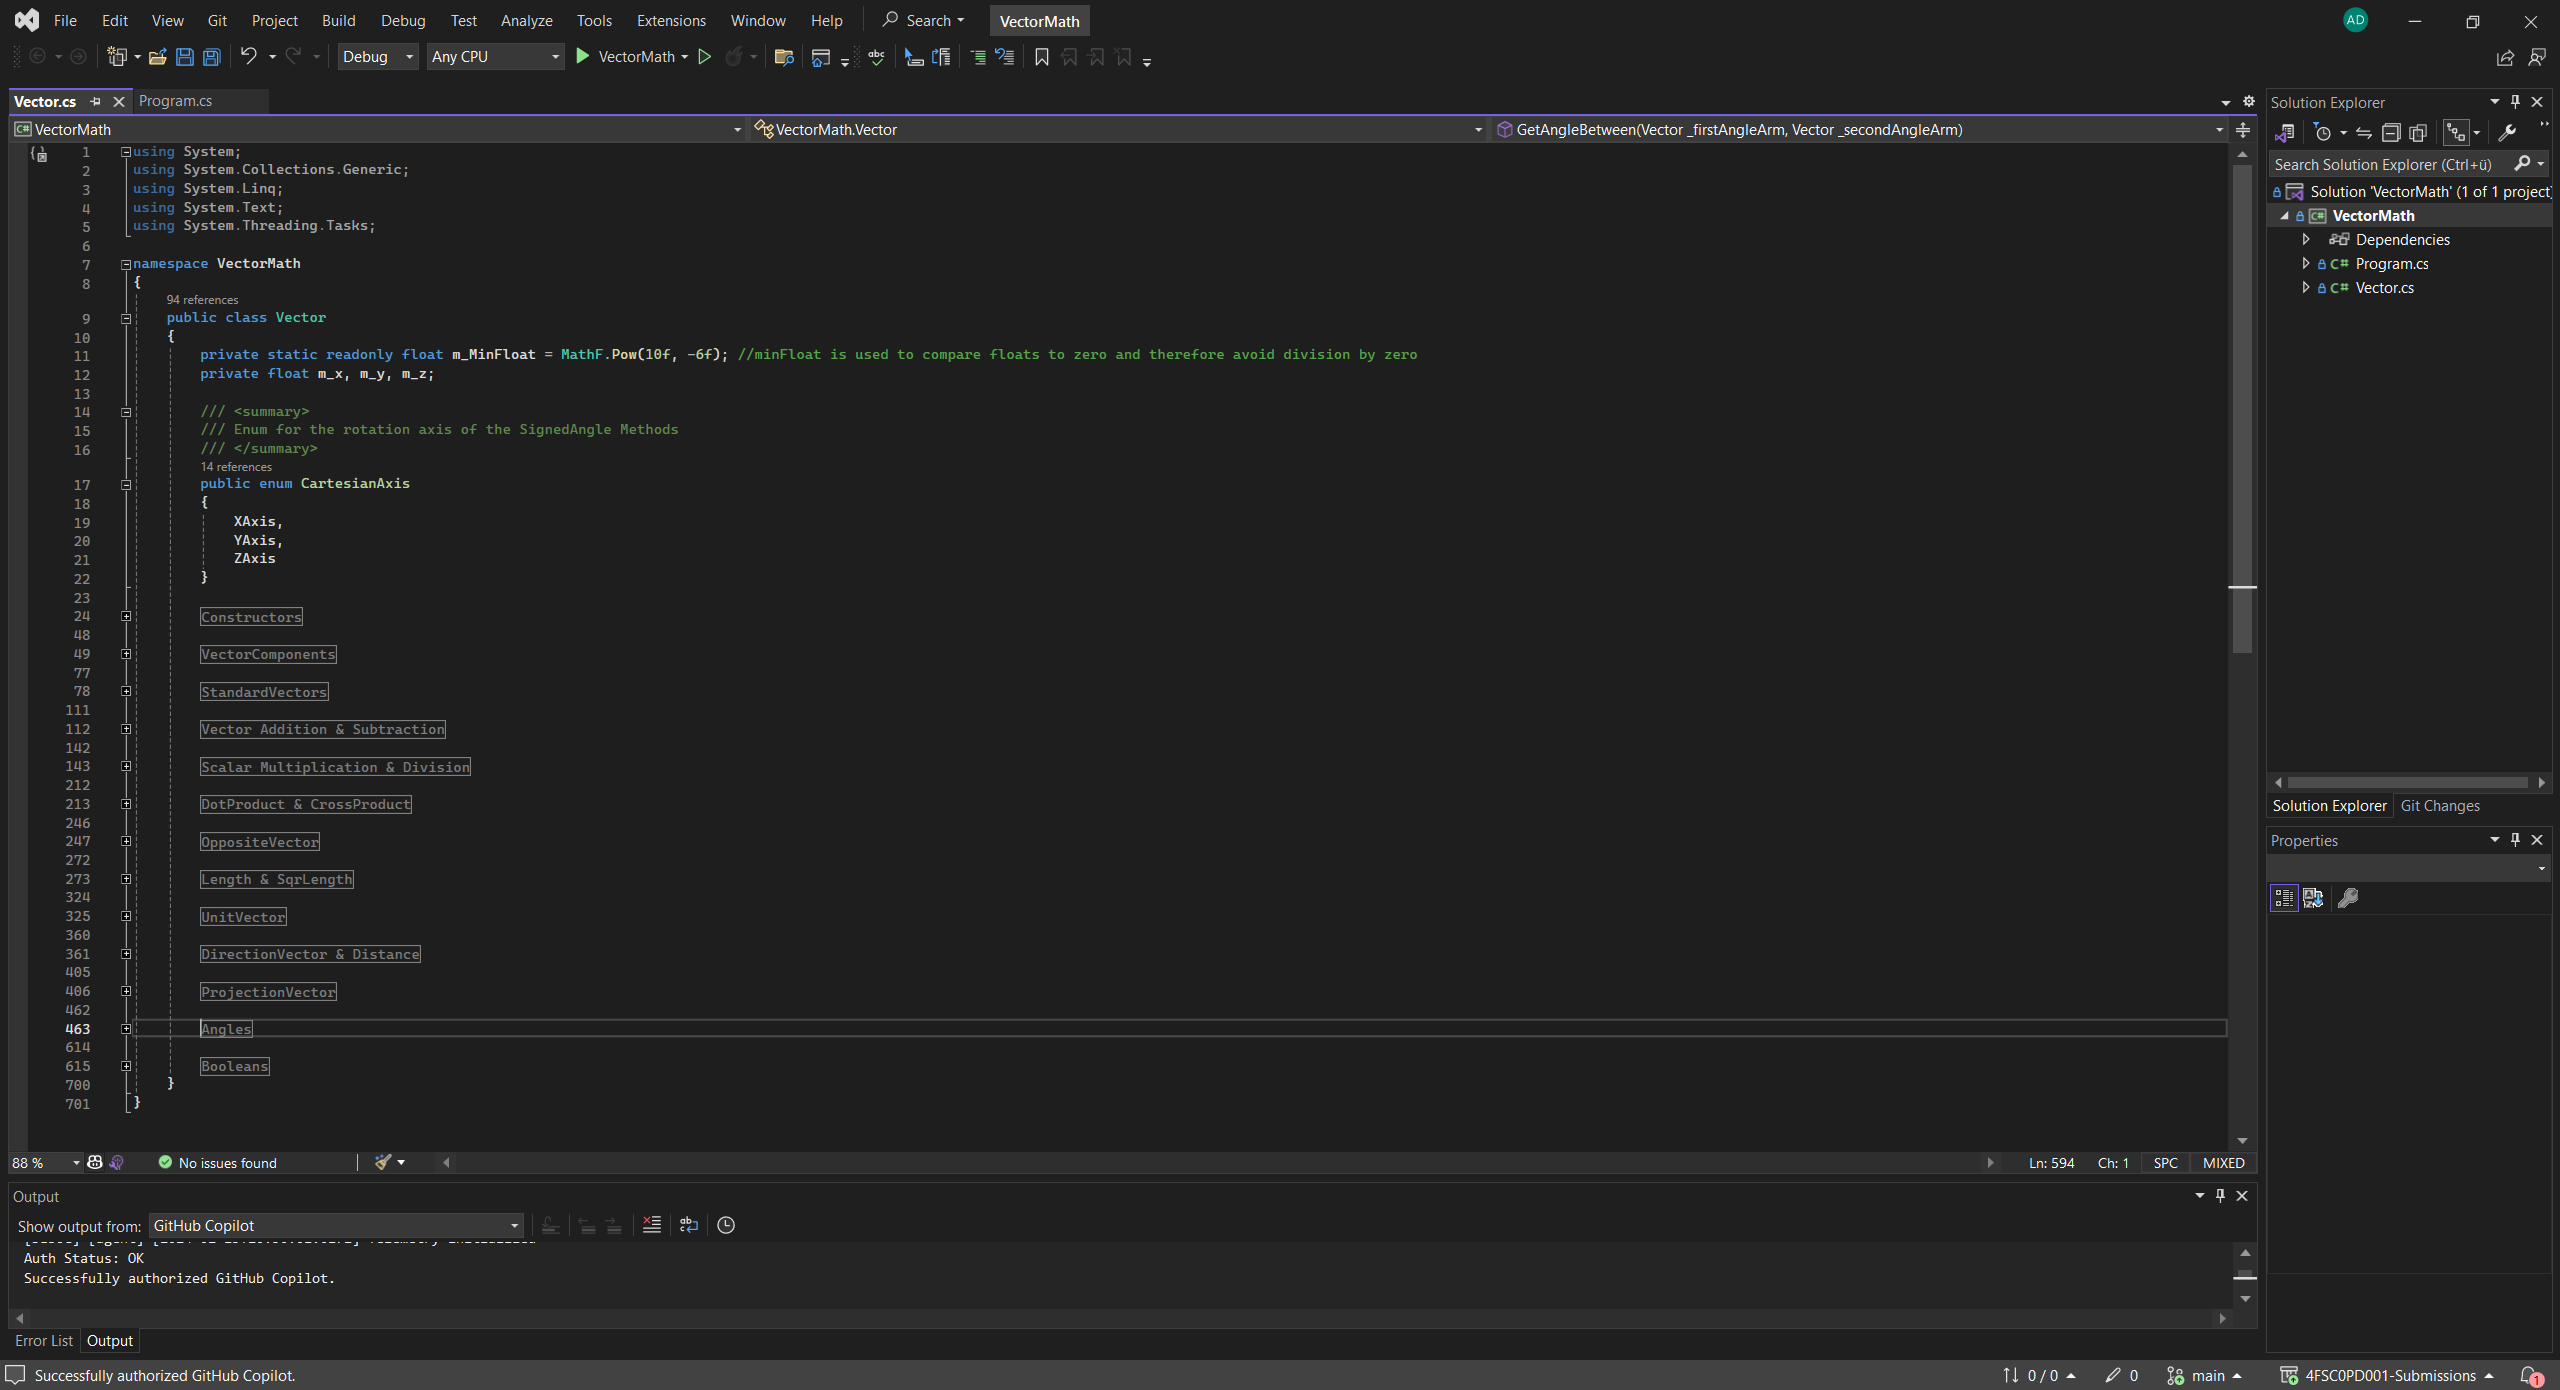 File Edit View Git Project Build Debug Test Analyze Tools Extensions Window Help Search VectorMath AD
Debug Any CPU VectorMath
Vector.cs Program.cs
VectorMath VectorMath.Vector GetAngleBetween(Vector _firstAngleArm, Vector _secondAngleArm)
1 using System;
2 using System.Collections.Generic;
3 using System.Linq;
4 using System.Text;
5 using System.Threading.Tasks;
6
7 namespace VectorMath
8 {
94 references
9 public class Vector
10 {
11 private static readonly float m_MinFloat = MathF.Pow(10f, -6f); //minFloat is used to compare floats to zero and therefore avoid division by zero
12 private float m_x, m_y, m_z;
13
14 /// <summary>
15 /// Enum for the rotation axis of the SignedAngle Methods
16 /// </summary>
14 references
17 public enum CartesianAxis
18 {
19 XAxis,
20 YAxis,
21 ZAxis
22 }
23
24 Constructors
48
49 VectorComponents
77
78 StandardVectors
111
112 Vector Addition & Subtraction
142
143 Scalar Multiplication & Division
212
213 DotProduct & CrossProduct
246
247 OppositeVector
272
273 Length & SqrLength
324
325 UnitVector
360
361 DirectionVector & Distance
405
406 ProjectionVector
462
463 Angles
614
615 Booleans
700 }
701 }
88 % No issues found Ln: 594 Ch: 1 SPC MIXED
Output
Show output from: GitHub Copilot
Auth Status: OK
Successfully authorized GitHub Copilot.
Error List Output
Solution Explorer
Search Solution Explorer (Ctrl+ü)
Solution 'VectorMath' (1 of 1 project)
VectorMath
Dependencies
Program.cs
Vector.cs
Solution Explorer Git Changes
Properties
Successfully authorized GitHub Copilot. 0 / 0 0 main 4FSC0PD001-Submissions 1